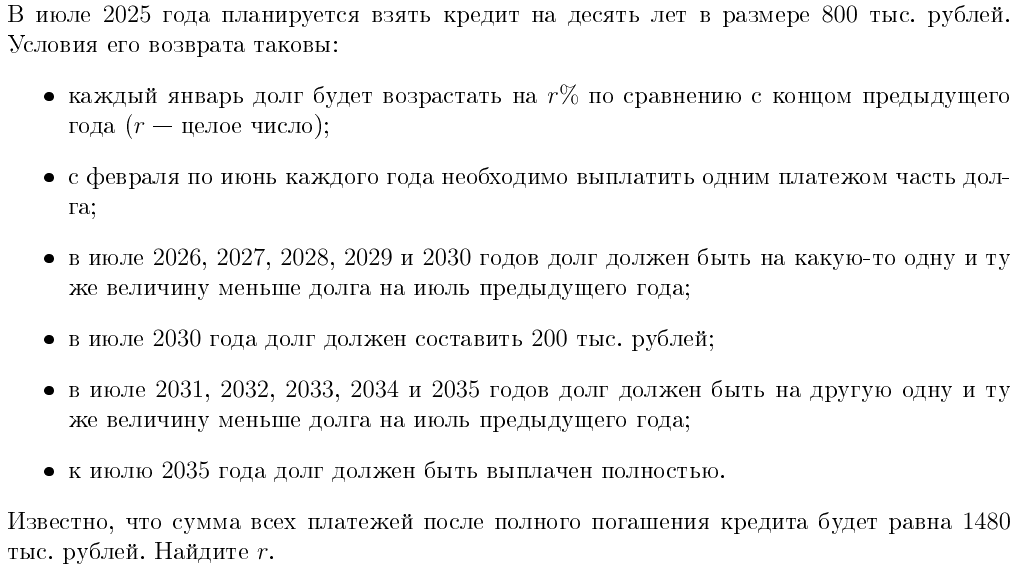 В июле 2025 года планируется взять кредит на десять лет в размере 800 тыс. рублей.
Условия его возврата таковы:
• каждый январь долг будет возрастать на r% по сравнению с концом предыдущего
года (r — целое число);
• с февраля по июнь каждого года необходимо выплатить одним платежом часть дол-
га;
• в июле 2026, 2027, 2028, 2029 и 2030 годов долг должен быть на какую-то одну и ту
же величину меньше долга на июль предыдущего года;
• в июле 2030 года долг должен составить 200 тыс. рублей;
• в июле 2031, 2032, 2033, 2034 и 2035 годов долг должен быть на другую одну и ту
же величину меньше долга на июль предыдущего года;
• к июлю 2035 года долг должен быть выплачен полностью.
Известно, что сумма всех платежей после полного погашения кредита будет равна 1480
тыс. рублей. Найдите r.